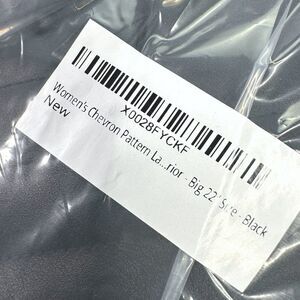 X0028FYCKF
Women's Chevron Pattern La...rior - Big 22" Size - Black
New